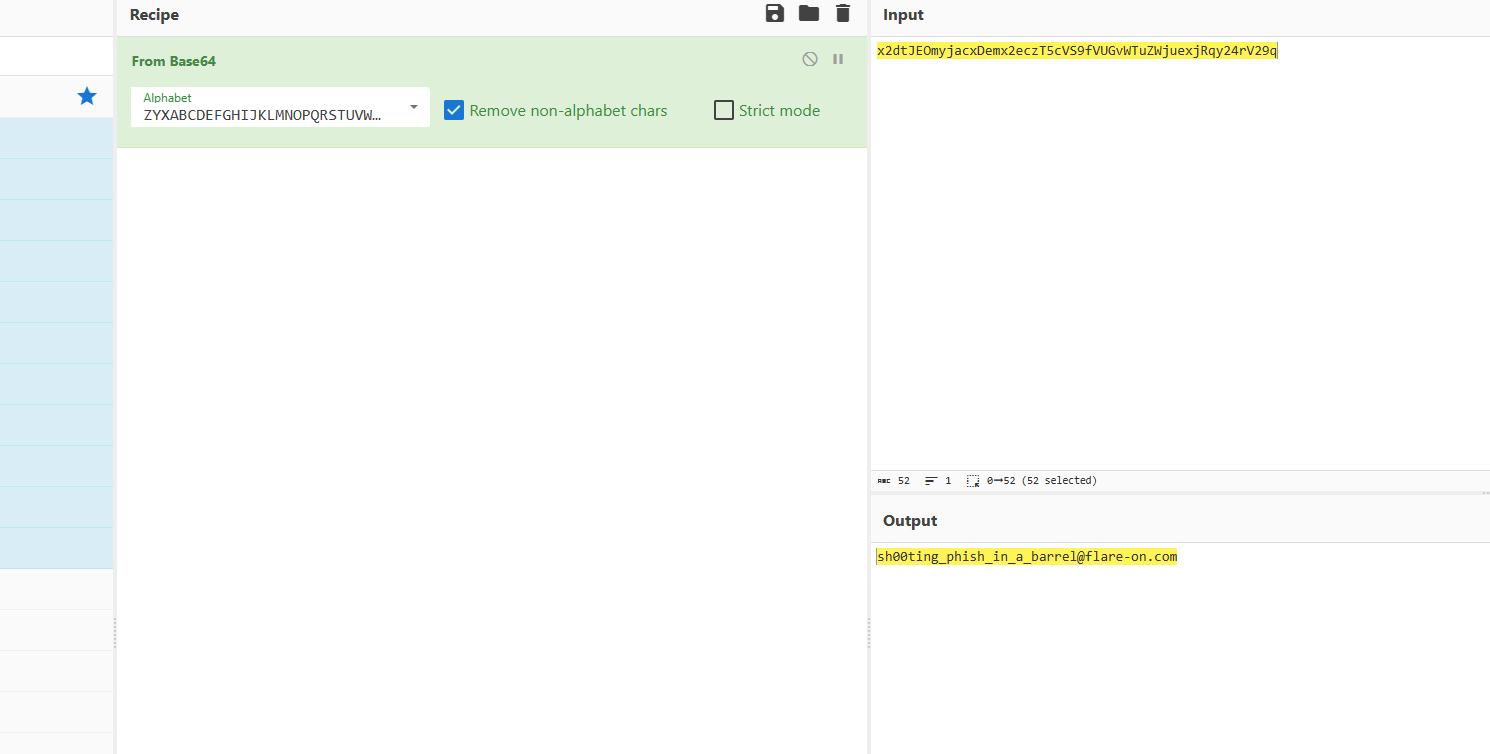 Recipe
From Base64
Alphabet
ZYXABCDEFGHIJKLMNOPQRSTUVW…
Remove non-alphabet chars
Strict mode
Input
x2dtJEOmyjacxDemx2eczT5cVS9fVUGvWTuZWjuexjRqy24rV29q
ABC 52 1 0→52 (52 selected)
Output
sh00ting_phish_in_a_barrel@flare-on.com